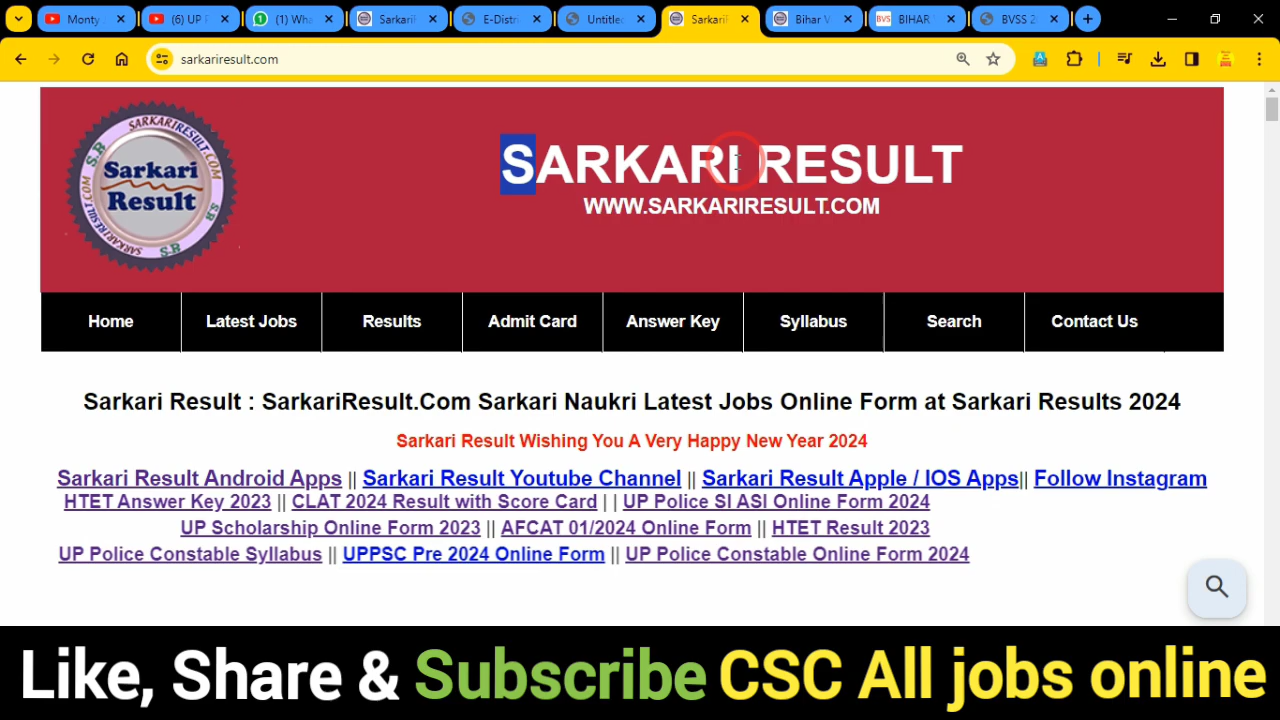 Monty
(6) UP F
(1) Wha
Sarkari
E-Distri
Untitled
Sarkari
Bihar V
BVS
BIHAR
BVSS 2
sarkariresult.com
SARKARIRESULT.COM
S.R
Sarkari
Result
WWW.SARKARIRESULT.COM
S.R
S.R
SARKARI RESULT
WWW.SARKARIRESULT.COM
Home
Latest Jobs
Results
Admit Card
Answer Key
Syllabus
Search
Contact Us
Sarkari Result : SarkariResult.Com Sarkari Naukri Latest Jobs Online Form at Sarkari Results 2024
Sarkari Result Wishing You A Very Happy New Year 2024
Sarkari Result Android Apps || Sarkari Result Youtube Channel || Sarkari Result Apple / IOS Apps|| Follow Instagram
HTET Answer Key 2023 || CLAT 2024 Result with Score Card | | UP Police SI ASI Online Form 2024
UP Scholarship Online Form 2023 || AFCAT 01/2024 Online Form || HTET Result 2023
UP Police Constable Syllabus || UPPSC Pre 2024 Online Form || UP Police Constable Online Form 2024
Like, Share & Subscribe CSC All jobs online